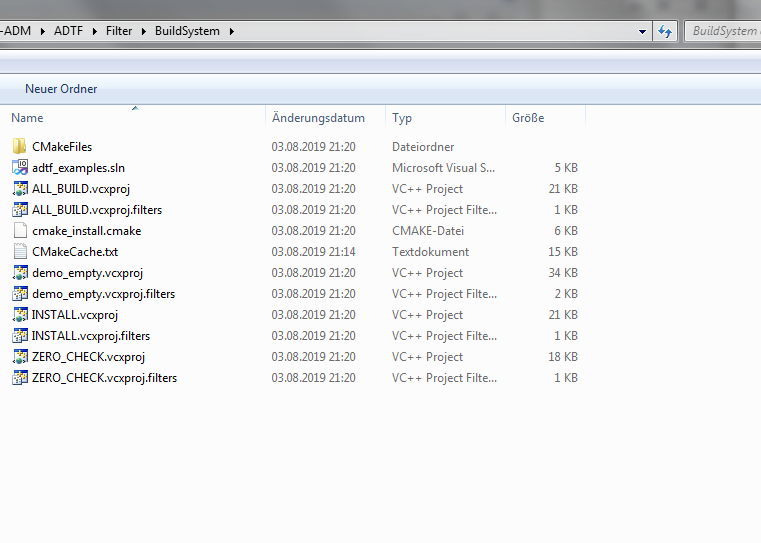 -ADM ADTF Filter BuildSystem BuildSystem
Neuer Ordner
Name Änderungsdatum Typ Größe
CMakeFiles 03.08.2019 21:20 Dateiordner
adtf_examples.sln 03.08.2019 21:20 Microsoft Visual S... 5 KB
ALL_BUILD.vcxproj 03.08.2019 21:20 VC++ Project 21 KB
ALL_BUILD.vcxproj.filters 03.08.2019 21:20 VC++ Project Filte... 1 KB
cmake_install.cmake 03.08.2019 21:20 CMAKE-Datei 6 KB
CMakeCache.txt 03.08.2019 21:14 Textdokument 15 KB
demo_empty.vcxproj 03.08.2019 21:20 VC++ Project 34 KB
demo_empty.vcxproj.filters 03.08.2019 21:20 VC++ Project Filte... 2 KB
INSTALL.vcxproj 03.08.2019 21:20 VC++ Project 21 KB
INSTALL.vcxproj.filters 03.08.2019 21:20 VC++ Project Filte... 1 KB
ZERO_CHECK.vcxproj 03.08.2019 21:20 VC++ Project 18 KB
ZERO_CHECK.vcxproj.filters 03.08.2019 21:20 VC++ Project Filte... 1 KB